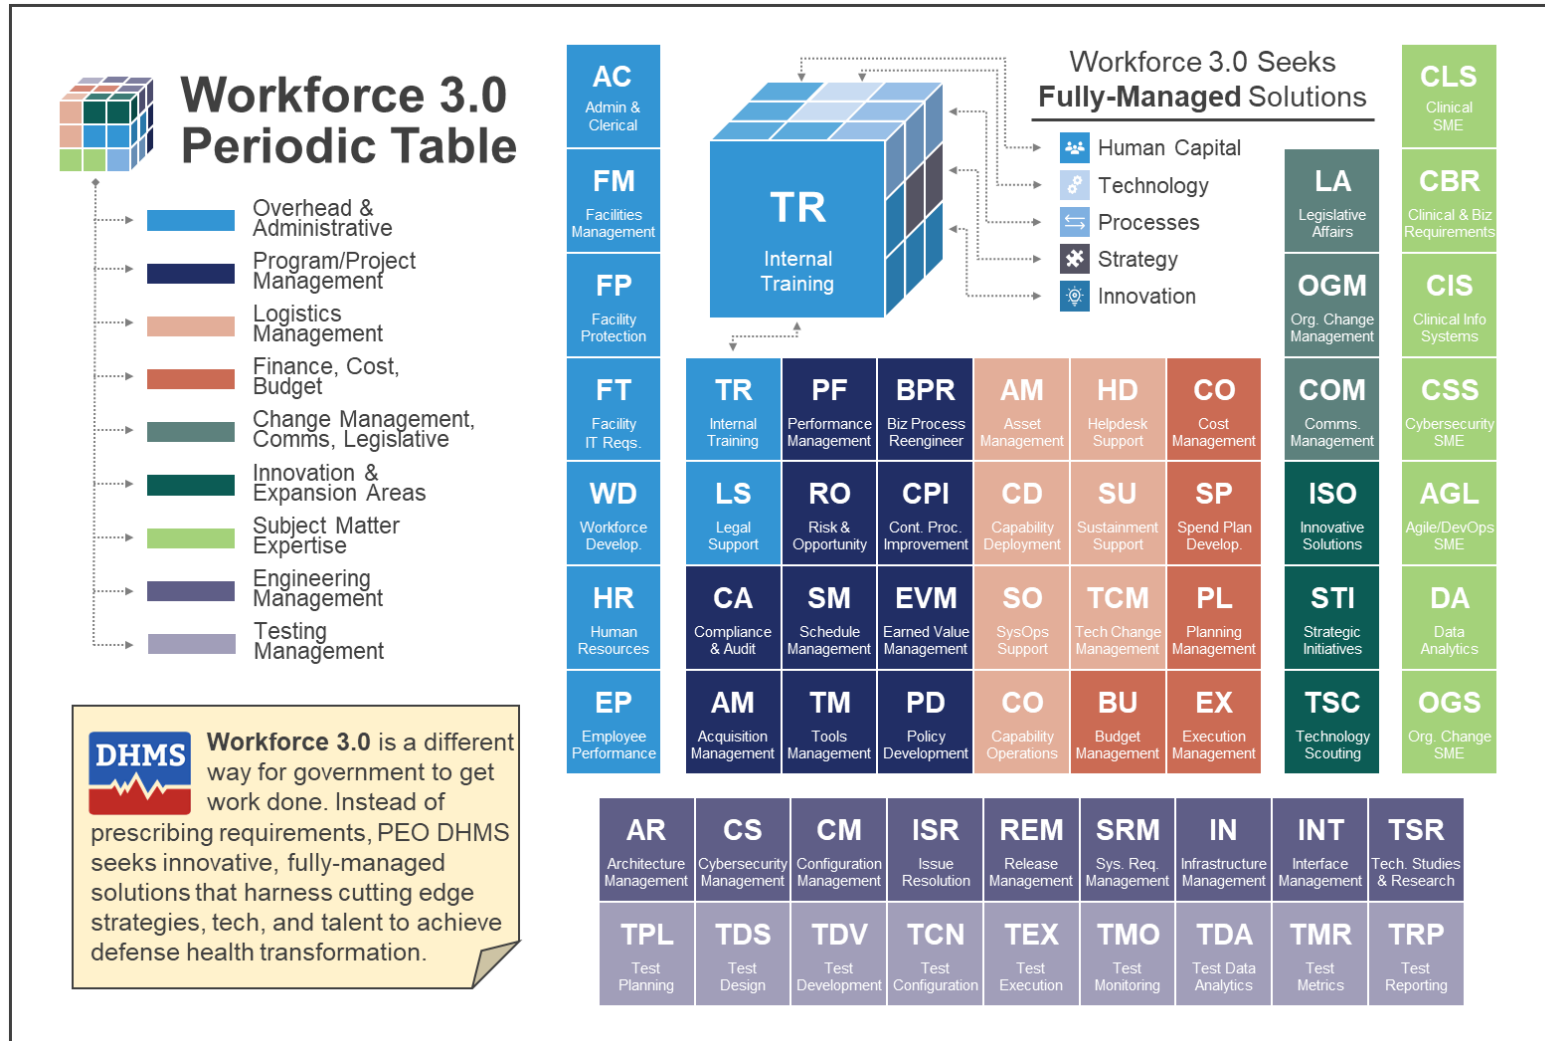 Workforce 3.0
Periodic Table
Overhead &
Administrative
Program/Project
Management
Logistics
Management
Finance, Cost,
Budget
Change Management,
Comms, Legislative
Innovation &
Expansion Areas
Subject Matter
Expertise
Engineering
Management
Testing
Management
DHMS
Workforce 3.0 is a different
way for government to get
work done. Instead of
prescribing requirements, PEO DHMS
seeks innovative, fully-managed
solutions that harness cutting edge
strategies, tech, and talent to achieve
defense health transformation.
TR
Internal
Training
Workforce 3.0 Seeks
Fully-Managed Solutions
Human Capital
Technology
Processes
Strategy
Innovation
AC
Admin &
Clerical
FM
Facilities
Management
FP
Facility
Protection
FT
Facility
IT Reqs.
WD
Workforce
Develop.
HR
Human
Resources
EP
Employee
Performance
TR
Internal
Training
PF
Performance
Management
BPR
Biz Process
Reengineer
AM
Asset
Management
HD
Helpdesk
Support
CO
Cost
Management
LS
Legal
Support
RO
Risk &
Opportunity
CPI
Cont. Proc.
Improvement
CD
Capability
Deployment
SU
Sustainment
Support
SP
Spend Plan
Develop.
CA
Compliance
& Audit
SM
Schedule
Management
EVM
Earned Value
Management
SO
SysOps
Support
TCM
Tech Change
Management
PL
Planning
Management
AM
Acquisition
Management
TM
Tools
Management
PD
Policy
Development
CO
Capability
Operations
BU
Budget
Management
EX
Execution
Management
LA
Legislative
Affairs
OGM
Org. Change
Management
COM
Comms.
Management
ISO
Innovative
Solutions
STI
Strategic
Initiatives
TSC
Technology
Scouting
CLS
Clinical
SME
CBR
Clinical & Biz
Requirements
CIS
Clinical Info
Systems
CSS
Cybersecurity
SME
AGL
Agile/DevOps
SME
DA
Data
Analytics
OGS
Org. Change
SME
AR
Architecture
Management
CS
Cybersecurity
Management
CM
Configuration
Management
ISR
Issue
Resolution
REM
Release
Management
SRM
Sys. Req.
Management
IN
Infrastructure
Management
INT
Interface
Management
TSR
Tech. Studies
& Research
TPL
Test
Planning
TDS
Test
Design
TDV
Test
Development
TCN
Test
Configuration
TEX
Test
Execution
TMO
Test
Monitoring
TDA
Test Data
Analytics
TMR
Test
Metrics
TRP
Test
Reporting